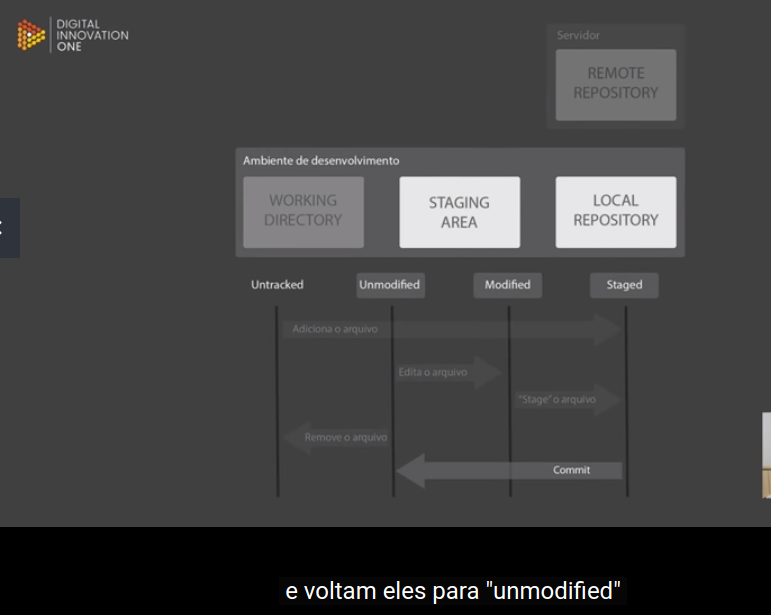 DIGITAL
INNOVATION
ONE
Servidor
REMOTE
REPOSITORY
Ambiente de desenvolvimento
WORKING
DIRECTORY
STAGING
AREA
LOCAL
REPOSITORY
Untracked
Unmodified
Modified
Staged
Adiciona o arquivo
Edita o arquivo
"Stage" o arquivo
Remove o arquivo
Commit
e voltam eles para "unmodified"